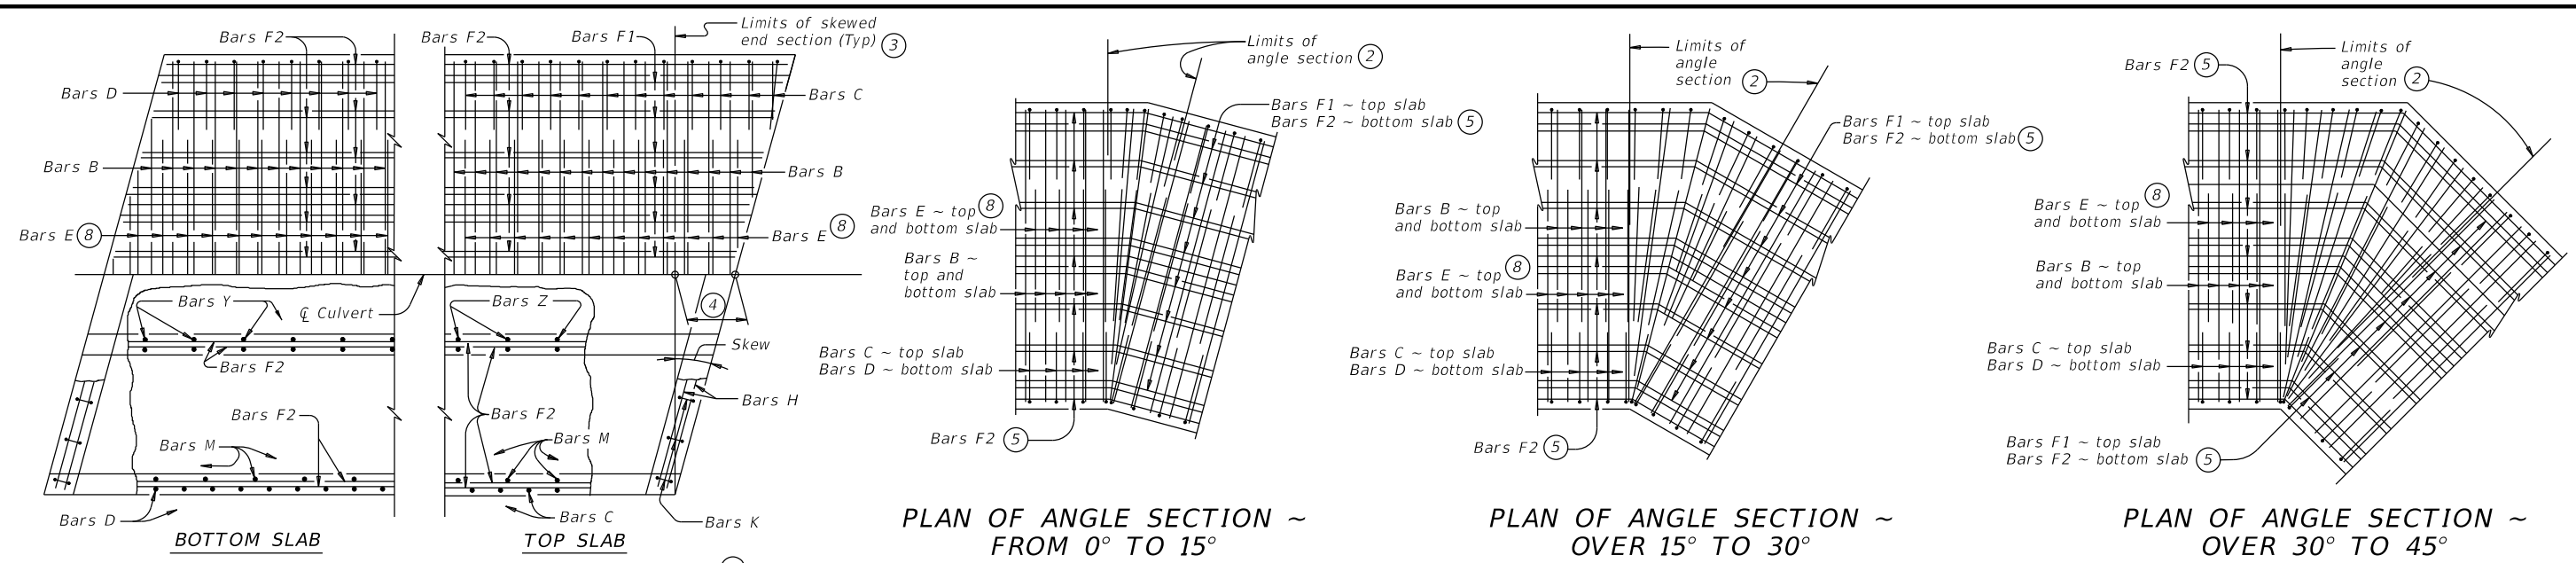 Bars F2
Bars D
Bars B
Bars E 8
Bars Y
℄ Culvert
Bars F2
Bars F2
Bars M
Bars D
BOTTOM SLAB
Bars F2
Bars F1
Limits of skewed
end section (Typ) 3
Bars C
Bars B
Bars E 8
Bars Z
4
Skew
Bars H
Bars F2
Bars M
Bars C
Bars K
TOP SLAB
Limits of
angle section 2
Bars F1 ~ top slab
Bars F2 ~ bottom slab 5
Bars E ~ top 8
and bottom slab
Bars B ~
top and
bottom slab
Bars C ~ top slab
Bars D ~ bottom slab
Bars F2 5
PLAN OF ANGLE SECTION ~
FROM 0° TO 15°
Limits of
angle
section 2
Bars F1 ~ top slab
Bars F2 ~ bottom slab 5
Bars B ~ top
and bottom slab
Bars E ~ top 8
and bottom slab
Bars C ~ top slab
Bars D ~ bottom slab
Bars F2 5
PLAN OF ANGLE SECTION ~
OVER 15° TO 30°
Bars F2 5
Limits of
angle
section 2
Bars E ~ top 8
and bottom slab
Bars B ~ top
and bottom slab
Bars C ~ top slab
Bars D ~ bottom slab
Bars F1 ~ top slab
Bars F2 ~ bottom slab 5
PLAN OF ANGLE SECTION ~
OVER 30° TO 45°